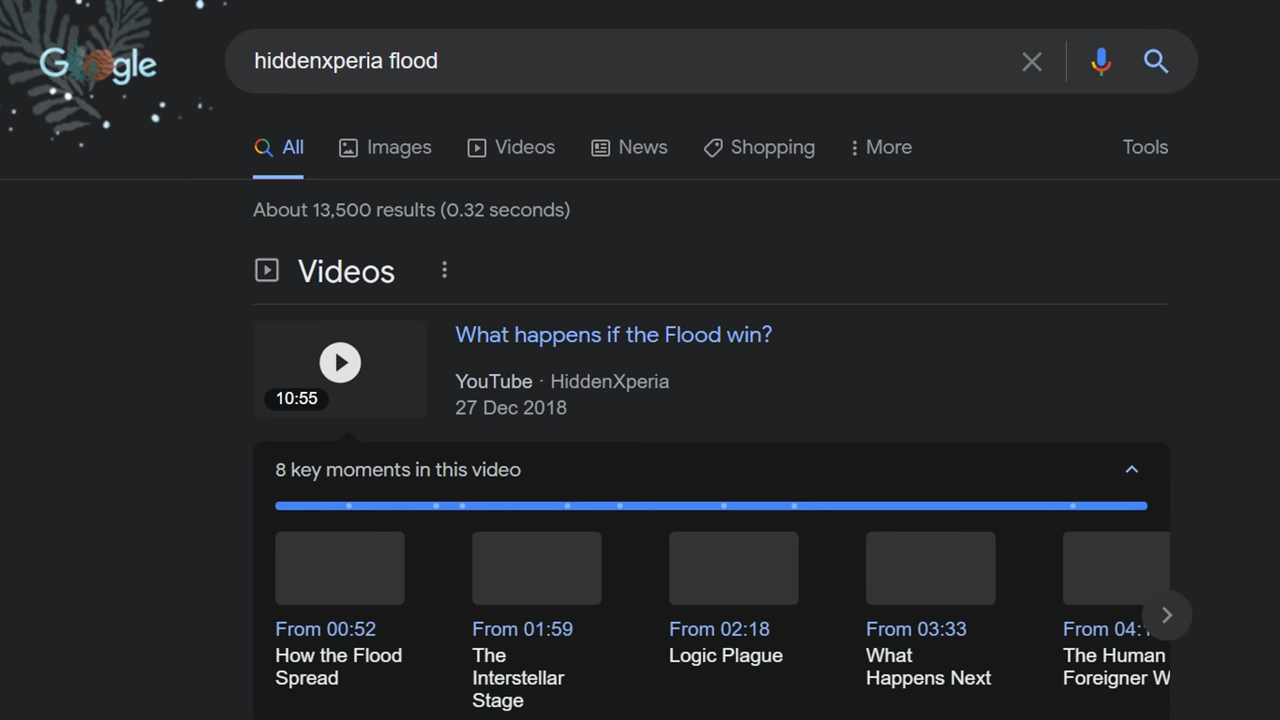 Google
hiddenxperia flood
All Images Videos News Shopping More Tools
About 13,500 results (0.32 seconds)
Videos
What happens if the Flood win?
YouTube · HiddenXperia
27 Dec 2018
10:55
8 key moments in this video
From 00:52
How the Flood
Spread
From 01:59
The
Interstellar
Stage
From 02:18
Logic Plague
From 03:33
What
Happens Next
From 04:
The Human
Foreigner W